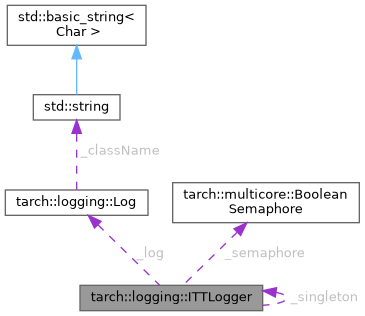 std::basic_string<
Char >
std::string
_className
tarch::logging::Log
tarch::multicore::Boolean
Semaphore
_log
_semaphore
tarch::logging::ITTLogger
_singleton